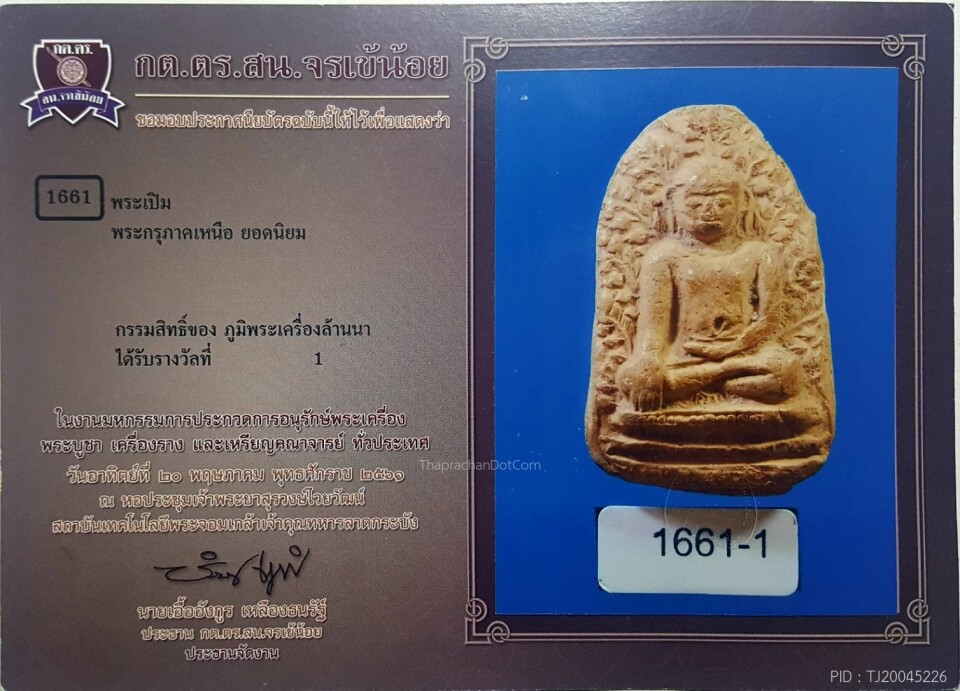 กต.ตร.
สน.จรเข้น้อย
กต.ตร.สน.จรเข้น้อย
ขอมอบประกาศนียบัตรฉบับนี้ให้ไว้เพื่อแสดงว่า
1661 พระเปิม
พระกรุภาคเหนือ ยอดนิยม
กรรมสิทธิ์ของ ภูมิพระเครื่องล้านนา
ได้รับรางวัลที่ 1
ในงานมหกรรมการประกวดการอนุรักษ์พระเครื่อง
พระบูชา เครื่องราง และเหรียญคณาจารย์ ทั่วประเทศ
วันอาทิตย์ที่ ๒๐ พฤษภาคม พุทธศักราช ๒๕๖๑
ณ หอประชุมเจ้าพระยาสุรวงษ์ไวยวัฒน์
สถาบันเทคโนโลยีพระจอมเกล้าเจ้าคุณทหารลาดกระบัง
นายเอื้ออังกูร เหลืองธนรัฐ
ประธาน กต.ตร.สน.จรเข้น้อย
ประธานจัดงาน
1661-1
ThaprachanDotCom
PID : TJ20045226